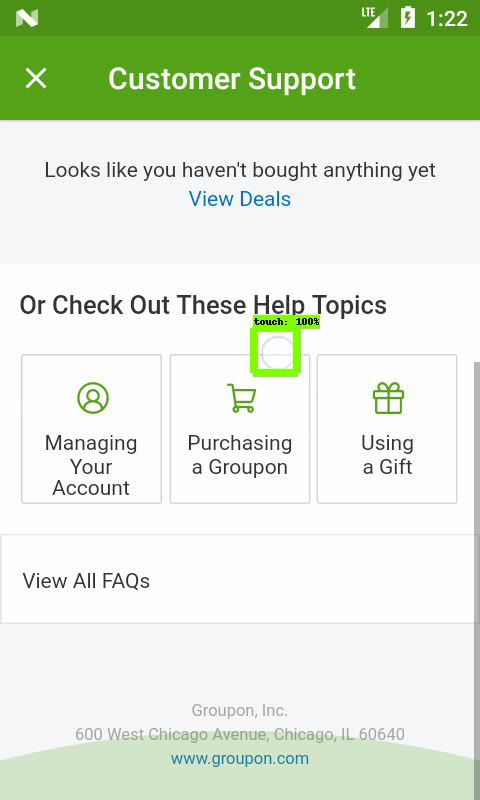 LTE 1:22
Customer Support
Looks like you haven't bought anything yet
View Deals
Or Check Out These Help Topics
touch: 100%
Managing
Your
Account
Purchasing
a Groupon
Using
a Gift
View All FAQs
Groupon, Inc.
600 West Chicago Avenue, Chicago, IL 60640
www.groupon.com